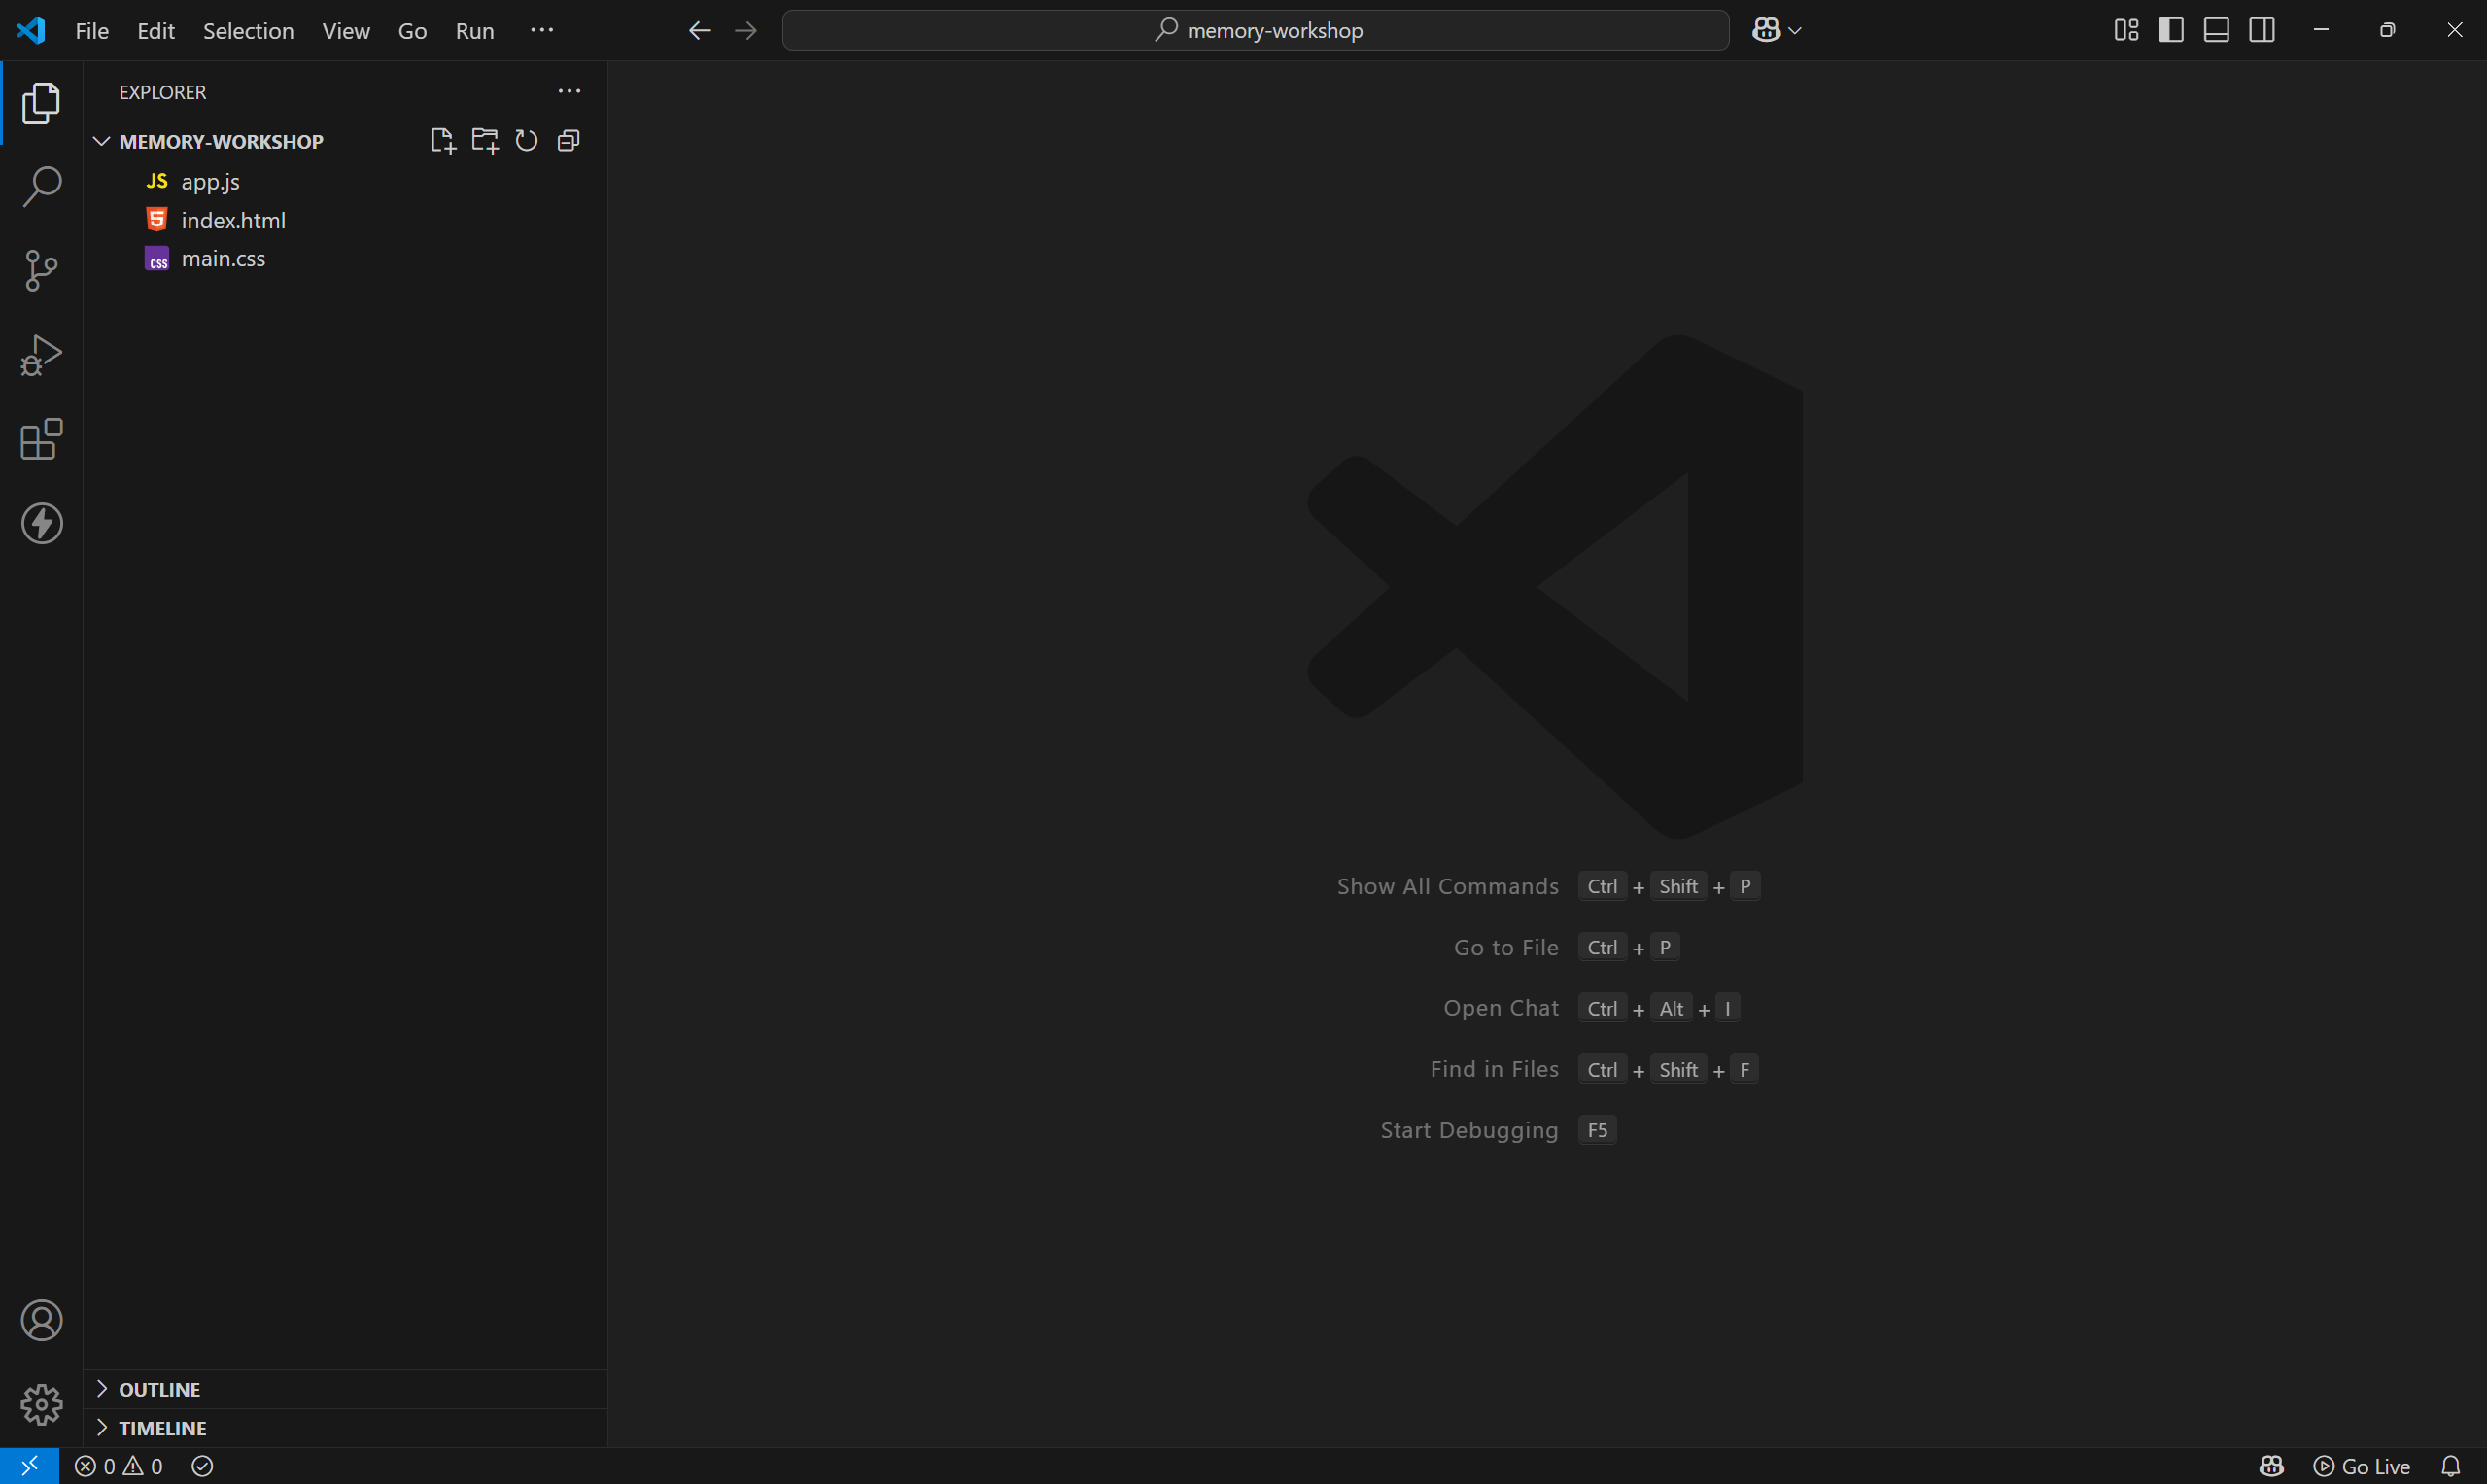 File Edit Selection View Go Run ···
memory-workshop
EXPLORER
MEMORY-WORKSHOP
JS app.js
5 index.html
CSS main.css
Show All Commands Ctrl + Shift + P
Go to File Ctrl + P
Open Chat Ctrl + Alt + I
Find in Files Ctrl + Shift + F
Start Debugging F5
OUTLINE
TIMELINE
0 0
Go Live